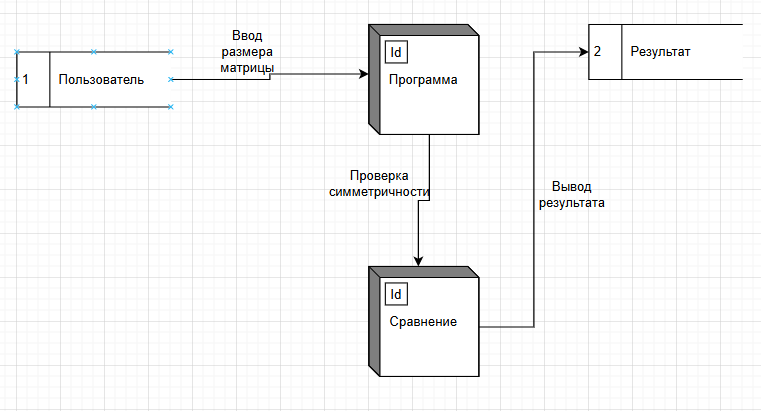 1
Пользователь
Ввод
размера
матрицы
Id
Программа
2
Результат
Проверка
симметричности
Вывод
результата
Id
Сравнение